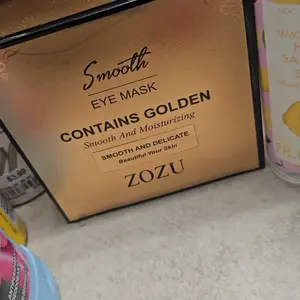 Smooth
EYE MASK
CONTAINS GOLDEN
Smooth And Moisturizing
SMOOTH AND DELICATE
Beautiful Your Skin
ZOZU